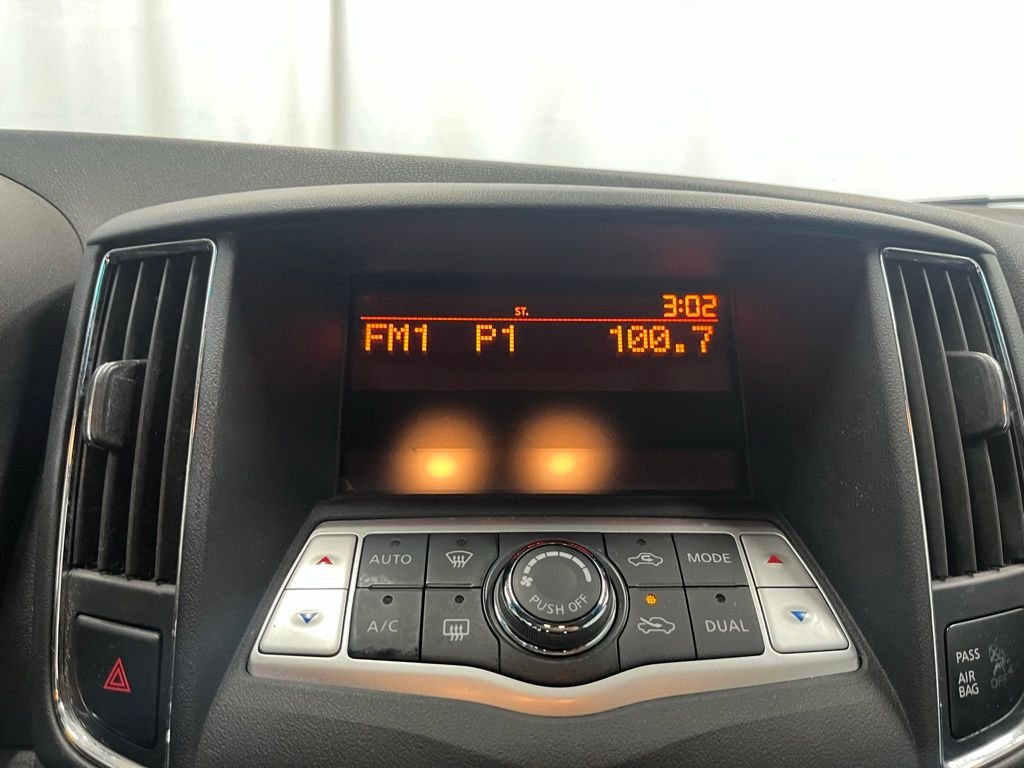 ST. 3:02
FM1 P1 100.7
AUTO
MODE
PUSH OFF
A/C
DUAL
PASS
AIR
BAG
OFF